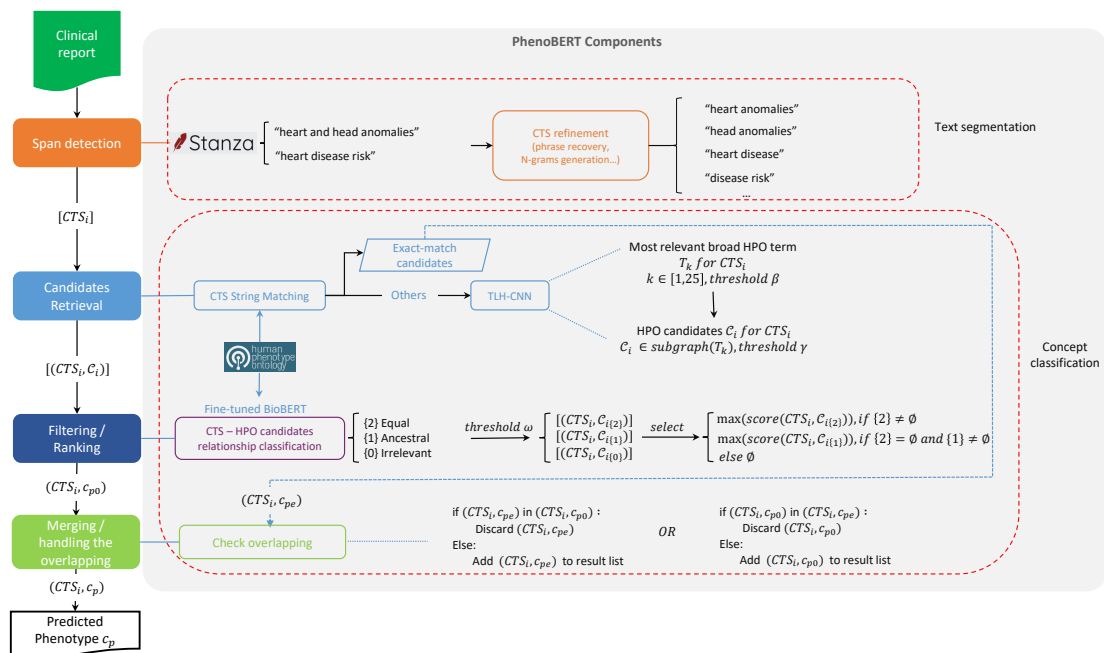 Clinical
report
PhenoBERT Components
Span detection
Stanza
“heart and head anomalies”
“heart disease risk”
CTS refinement
(phrase recovery,
N-grams generation…)
“heart anomalies”
“head anomalies”
“heart disease”
“disease risk”
…
Text segmentation
[CTS_i]
Candidates
Retrieval
CTS String Matching
Exact-match
candidates
Others
TLH-CNN
Most relevant broad HPO term
T_k for CTS_i
k ∈ [1,25], threshold β
HPO candidates C_i for CTS_i
C_i ∈ subgraph(T_k), threshold γ
Concept
classification
human
phenotype
ontology
[(CTS_i, C_i)]
Filtering /
Ranking
Fine-tuned BioBERT
CTS – HPO candidates
relationship classification
{2} Equal
{1} Ancestral
{0} Irrelevant
threshold ω
[(CTS_i, C_i{2})]
[(CTS_i, C_i{1})]
[(CTS_i, C_i{0})]
select
max(score(CTS_i, C_i{2})), if {2} ≠ ∅
max(score(CTS_i, C_i{1})), if {2} = ∅ and {1} ≠ ∅
else ∅
(CTS_i, c_p0)
(CTS_i, c_pe)
Merging /
handling the
overlapping
Check overlapping
if (CTS_i, c_pe) in (CTS_i, c_p0) :
Discard (CTS_i, c_pe)
Else:
Add (CTS_i, c_pe) to result list
OR
if (CTS_i, c_p0) in (CTS_i, c_pe) :
Discard (CTS_i, c_p0)
Else:
Add (CTS_i, c_p0) to result list
(CTS_i, c_p)
Predicted
Phenotype c_p